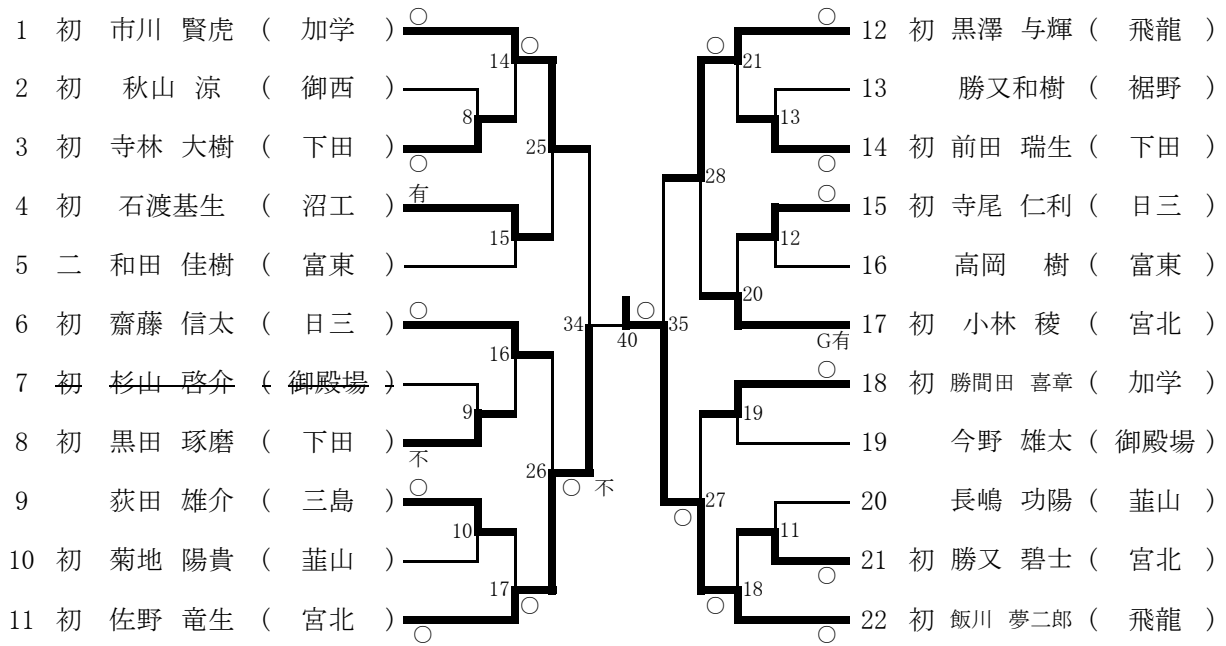 1 初 市川 賢虎 ( 加学 ) ○
2 初 秋山 涼 ( 御西 )
3 初 寺林 大樹 ( 下田 ) ○
4 初 石渡基生 ( 沼工 ) 有
5 二 和田 佳樹 ( 富東 )
6 初 齋藤 信太 ( 日三 ) ○
7 初 杉山 啓介 ( 御殿場 )
8 初 黒田 琢磨 ( 下田 ) 不
9 荻田 雄介 ( 三島 ) ○
10 初 菊地 陽貴 ( 韮山 )
11 初 佐野 竜生 ( 宮北 ) ○
14 ○
8
25
15
16
9
34
26 ○ 不
10
17 ○
40 ○
35
○ 21
13
28
12
20
19
27 ○
11
18 ○
○ 12 初 黒澤 与輝 ( 飛龍 )
13 勝又和樹 ( 裾野 )
○ 14 初 前田 瑞生 ( 下田 )
○ 15 初 寺尾 仁利 ( 日三 )
16 高岡 樹 ( 富東 )
G有 17 初 小林 稜 ( 宮北 )
○ 18 初 勝間田 喜章 ( 加学 )
19 今野 雄太 ( 御殿場 )
20 長嶋 功陽 ( 韮山 )
○ 21 初 勝又 碧士 ( 宮北 )
○ 22 初 飯川 夢二郎 ( 飛龍 )